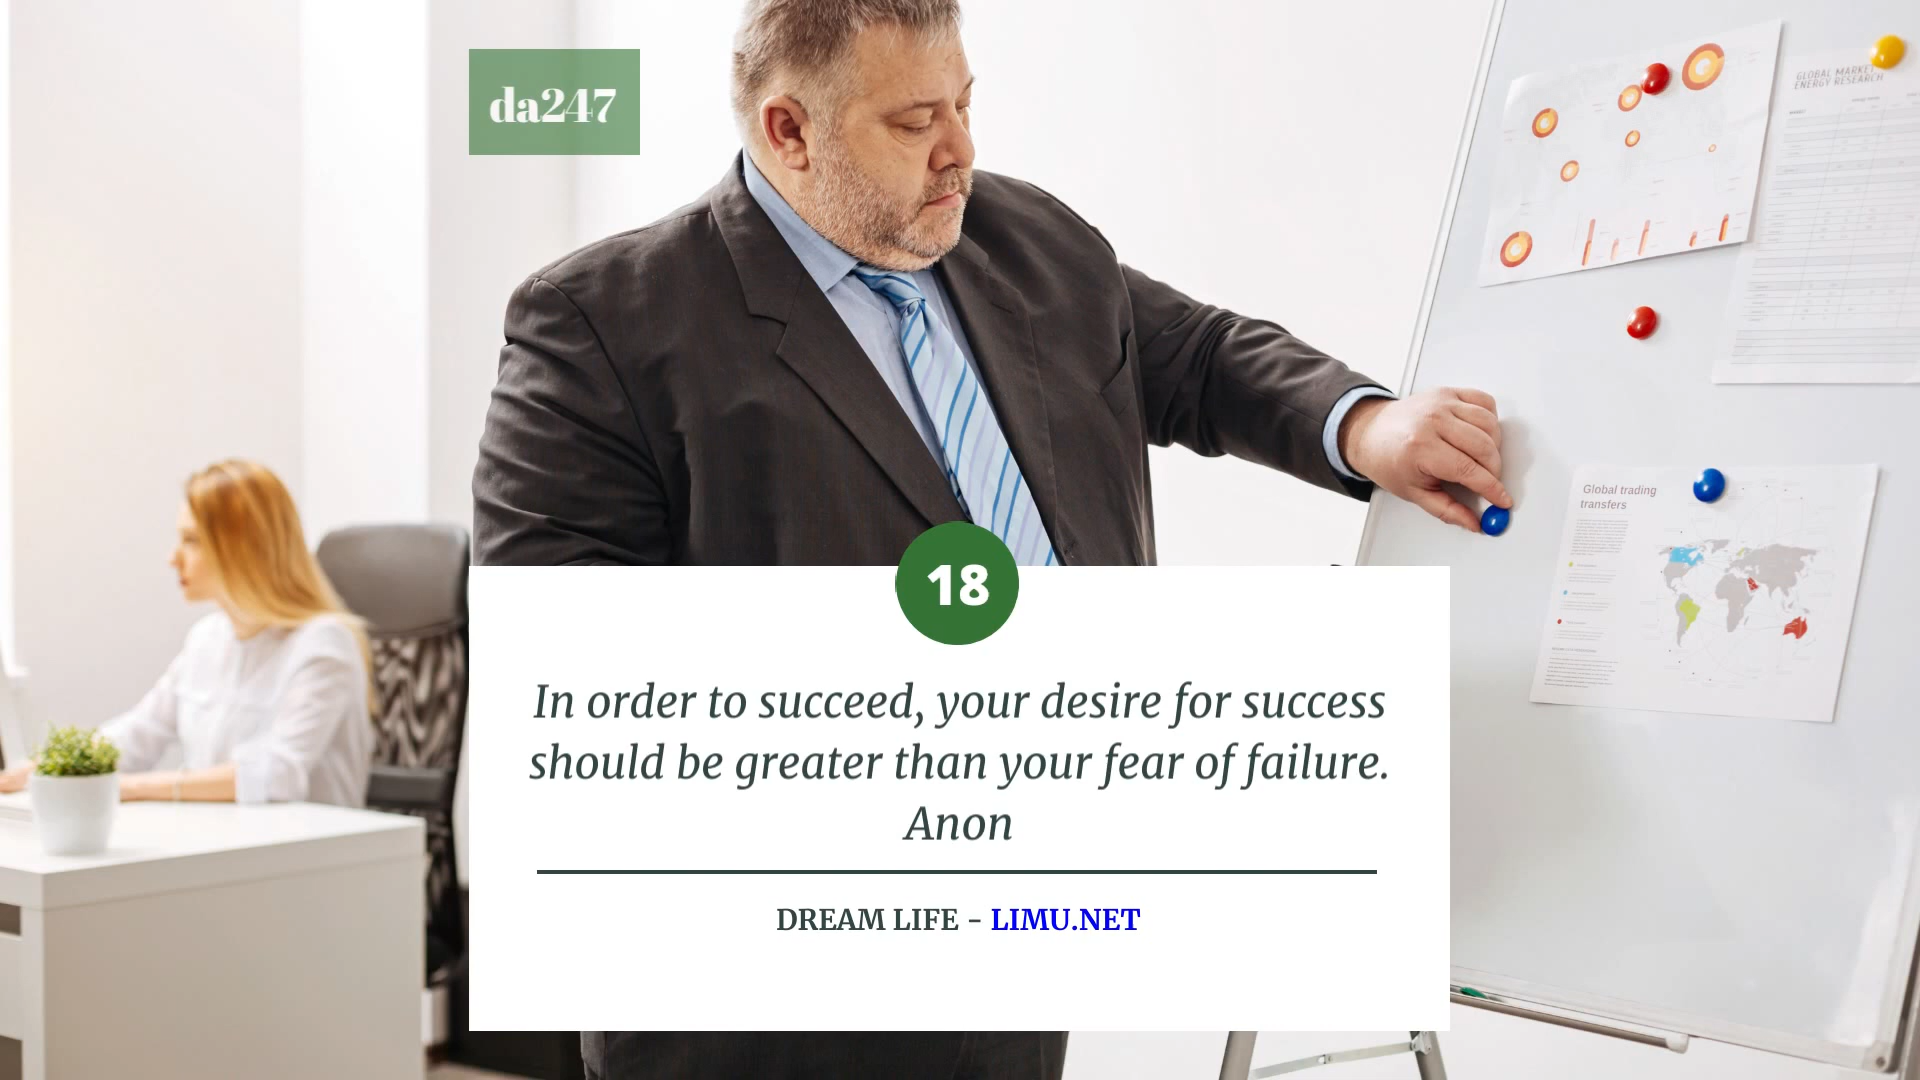 da247
GLOBAL MARKET
ENERGY RESEARCH
Global trading
transfers
18
In order to succeed, your desire for success
should be greater than your fear of failure.
Anon
DREAM LIFE - LIMU.NET